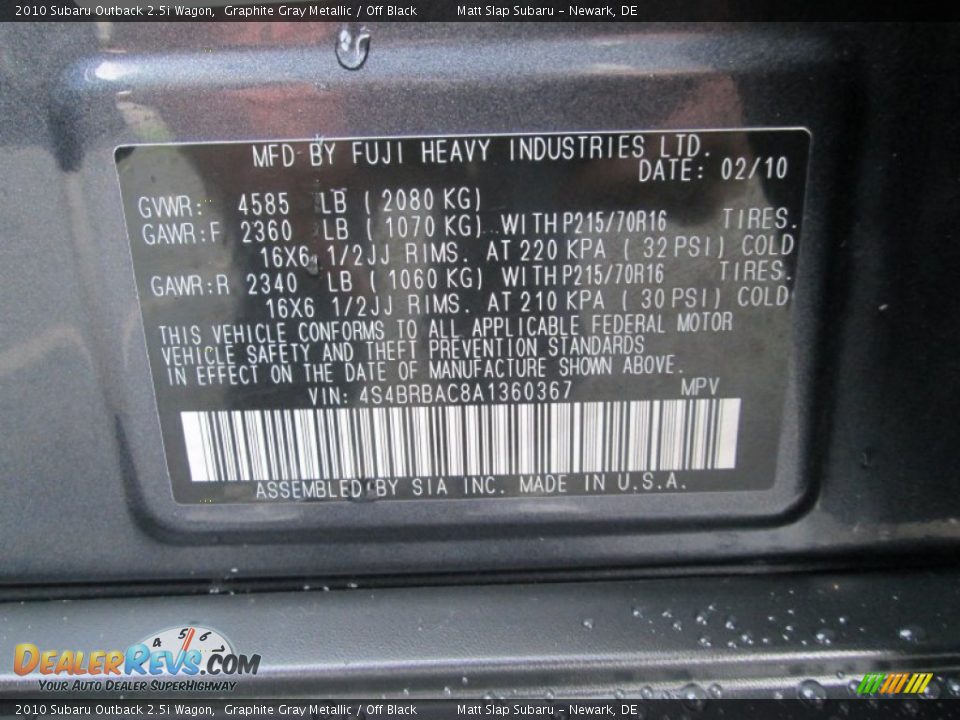 2010 Subaru Outback 2.5i Wagon, Graphite Gray Metallic / Off Black Matt Slap Subaru - Newark, DE
MFD BY FUJI HEAVY INDUSTRIES LTD.
DATE: 02/10
GVWR: 4585 LB ( 2080 KG)
GAWR:F 2360 LB ( 1070 KG) WITH P215/70R16 TIRES.
16X6 1/2JJ RIMS. AT 220 KPA ( 32 PSI) COLD
GAWR:R 2340 LB ( 1060 KG) WITH P215/70R16 TIRES.
16X6 1/2JJ RIMS. AT 210 KPA ( 30 PSI) COLD
THIS VEHICLE CONFORMS TO ALL APPLICABLE FEDERAL MOTOR
VEHICLE SAFETY AND THEFT PREVENTION STANDARDS
IN EFFECT ON THE DATE OF MANUFACTURE SHOWN ABOVE.
VIN: 4S4BRBAC8A1360367 MPV
ASSEMBLED BY SIA INC. MADE IN U.S.A.
4 5 6
DEALERREVS.COM
YOUR AUTO DEALER SUPERHIGHWAY
2010 Subaru Outback 2.5i Wagon, Graphite Gray Metallic / Off Black Matt Slap Subaru - Newark, DE